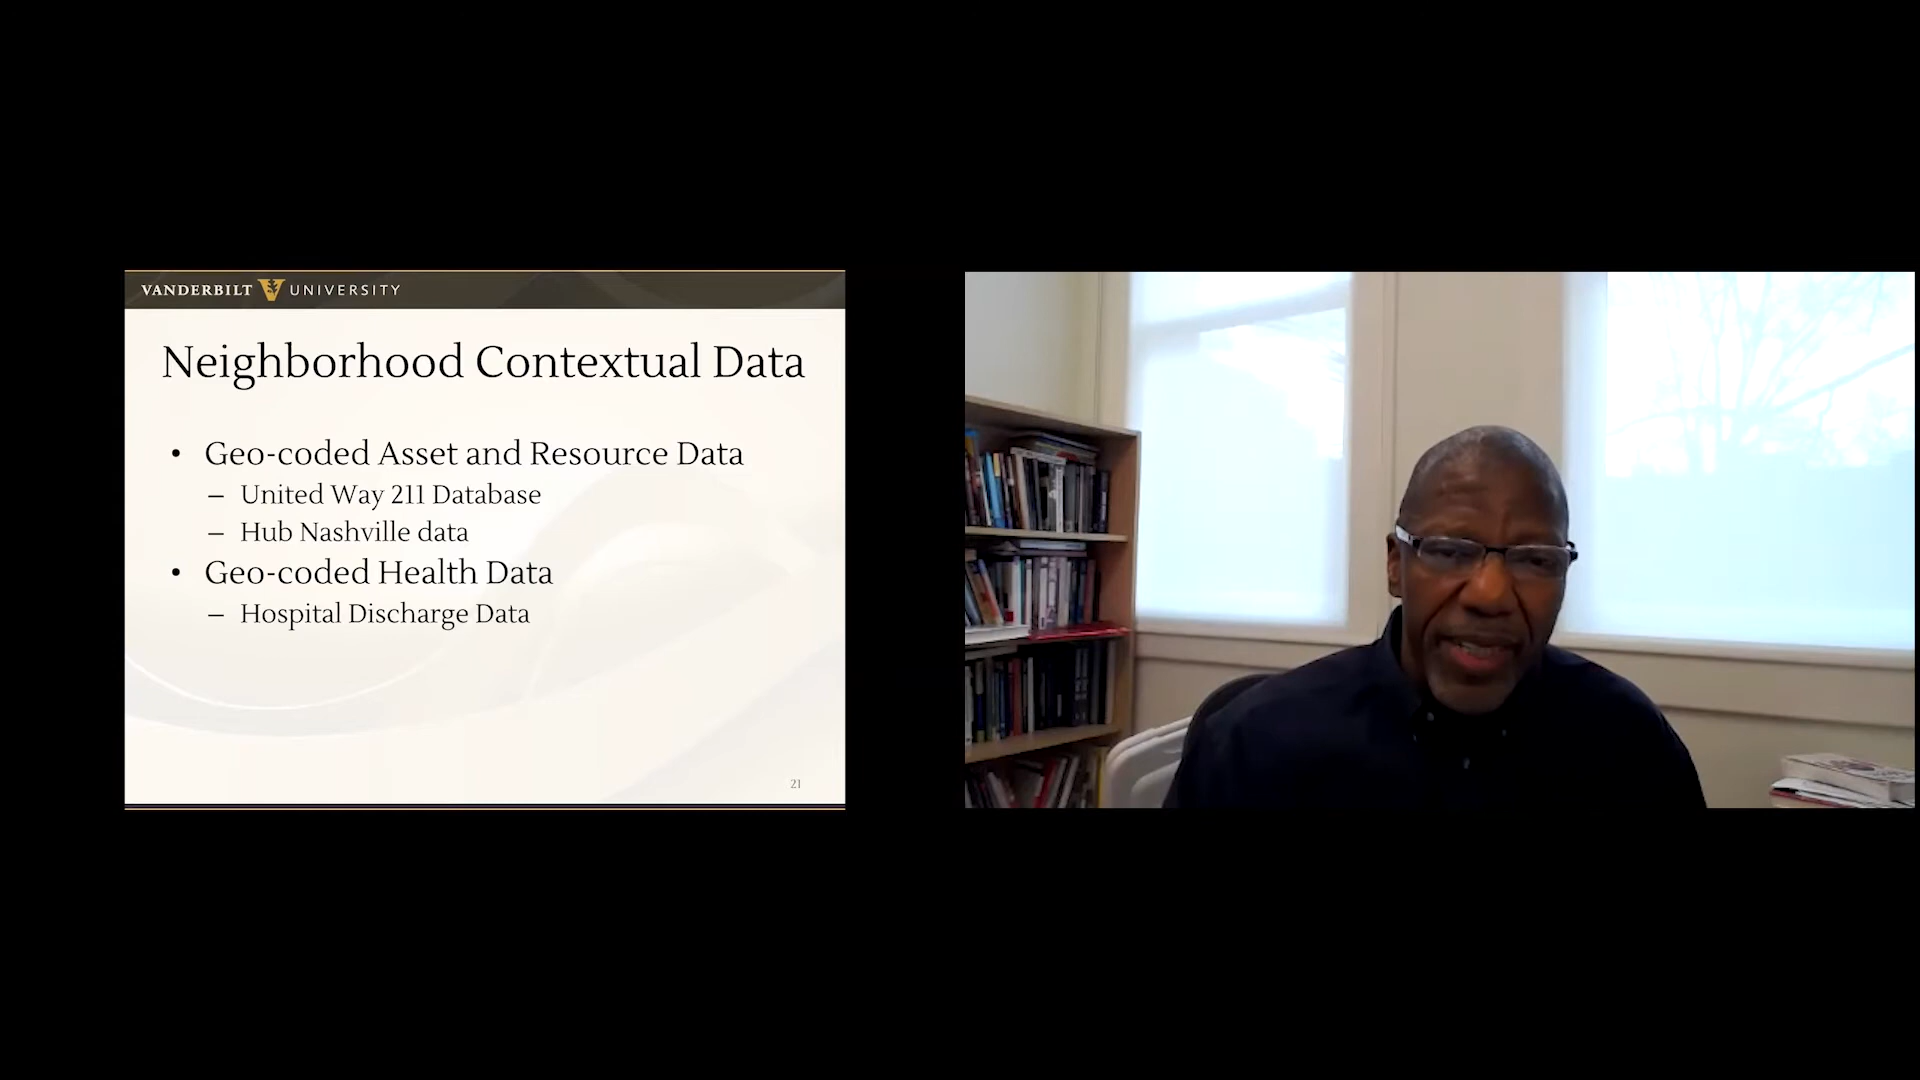 VANDERBILT UNIVERSITY
Neighborhood Contextual Data
• Geo-coded Asset and Resource Data
– United Way 211 Database
– Hub Nashville data
• Geo-coded Health Data
– Hospital Discharge Data
21